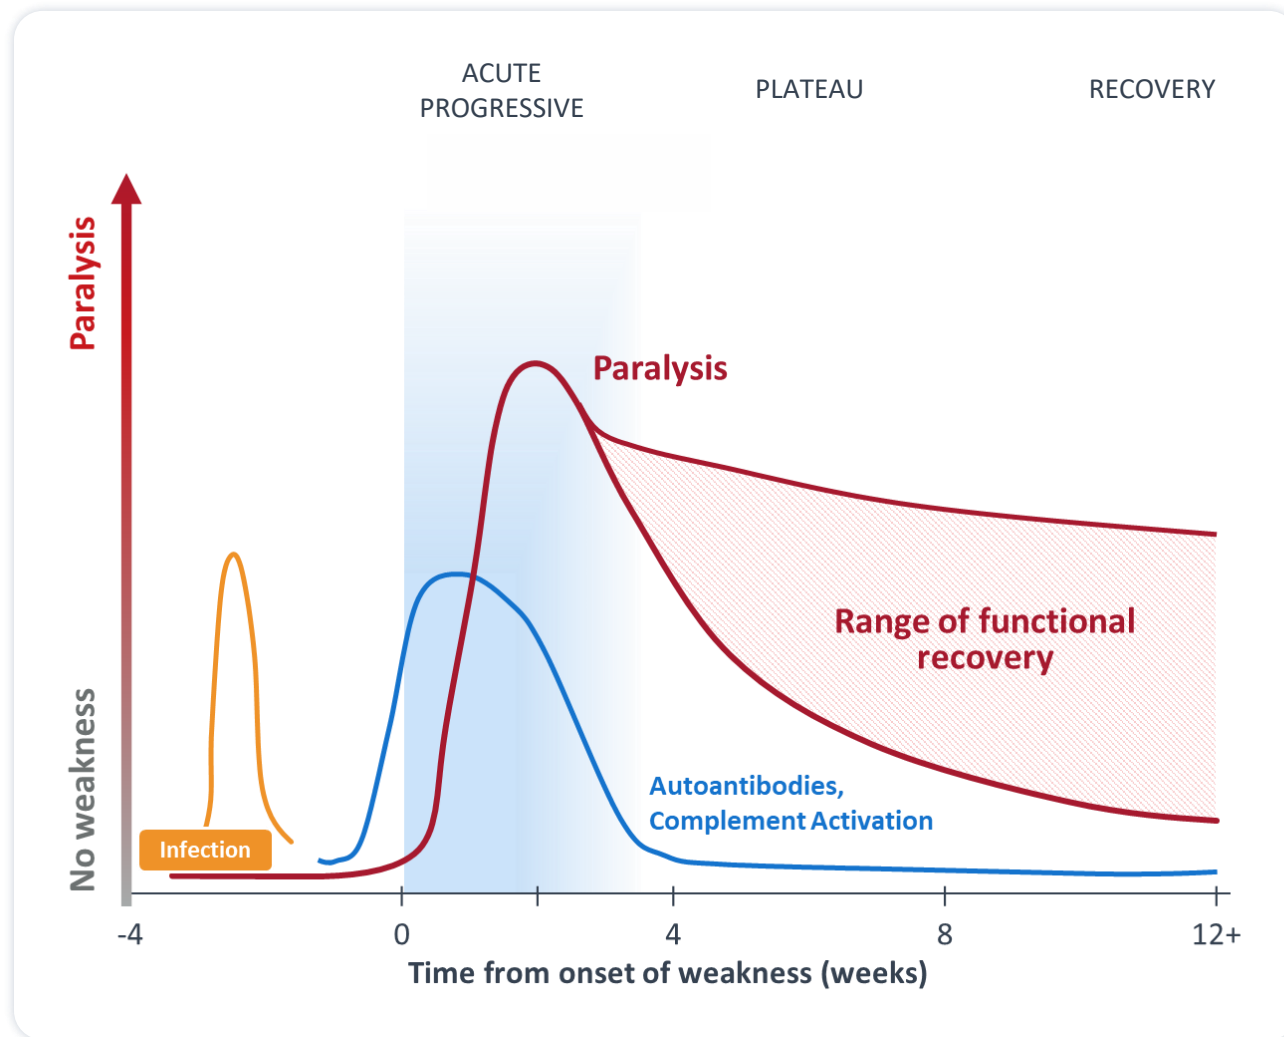 ACUTE
PROGRESSIVE
PLATEAU
RECOVERY
Paralysis
Paralysis
Range of functional
recovery
No weakness
Autoantibodies,
Complement Activation
Infection
-4
0
4
8
12+
Time from onset of weakness (weeks)